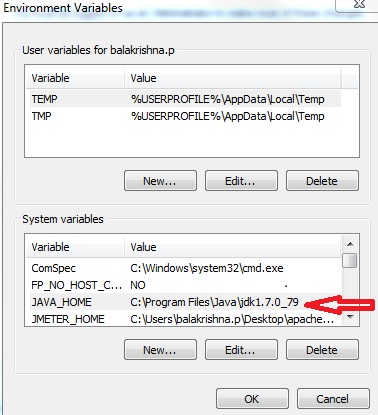 Environment Variables
User variables for balakrishna.p
Variable Value
TEMP %USERPROFILE%\AppData\Local\Temp
TMP %USERPROFILE%\AppData\Local\Temp
New... Edit... Delete
System variables
Variable Value
ComSpec C:\Windows\system32\cmd.exe
FP_NO_HOST_C... NO
JAVA_HOME C:\Program Files\Java\jdk1.7.0_79
JMETER_HOME C:\Users\balakrishna.p\Desktop\apache...
New... Edit... Delete
OK Cancel